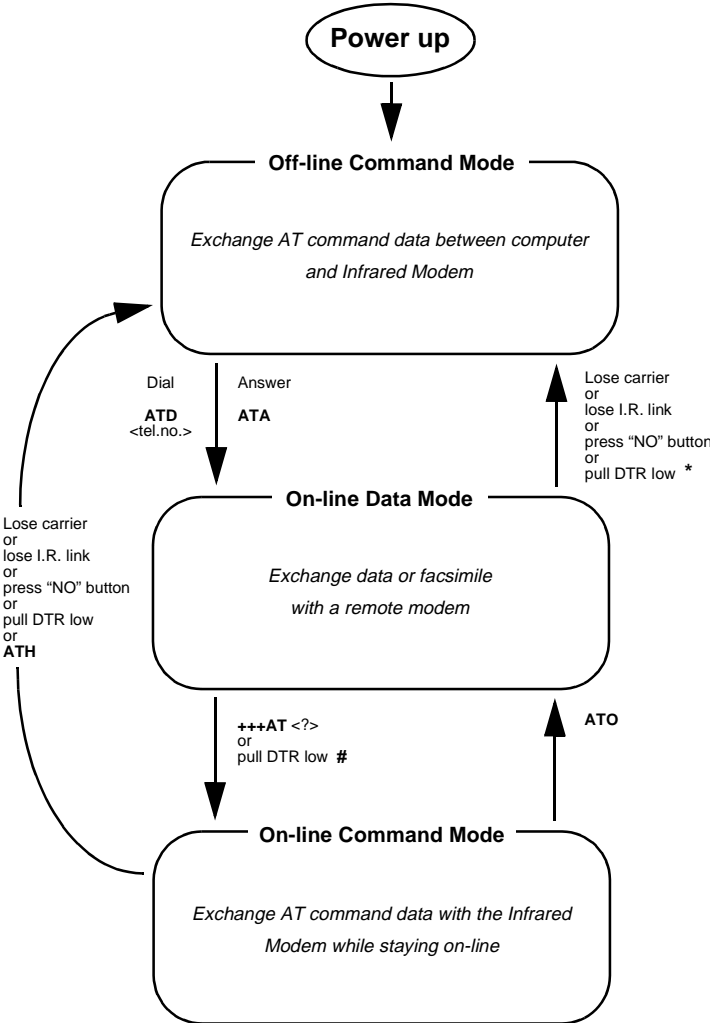 Power up
Off-line Command Mode
Exchange AT command data between computer
and Infrared Modem
Dial
ATD
<tel.no.>
Answer
ATA
Lose carrier
or
lose I.R. link
or
press “NO” button
or
pull DTR low *
On-line Data Mode
Exchange data or facsimile
with a remote modem
Lose carrier
or
lose I.R. link
or
press “NO” button
or
pull DTR low
or
ATH
+++AT <?>
or
pull DTR low #
ATO
On-line Command Mode
Exchange AT command data with the Infrared
Modem while staying on-line